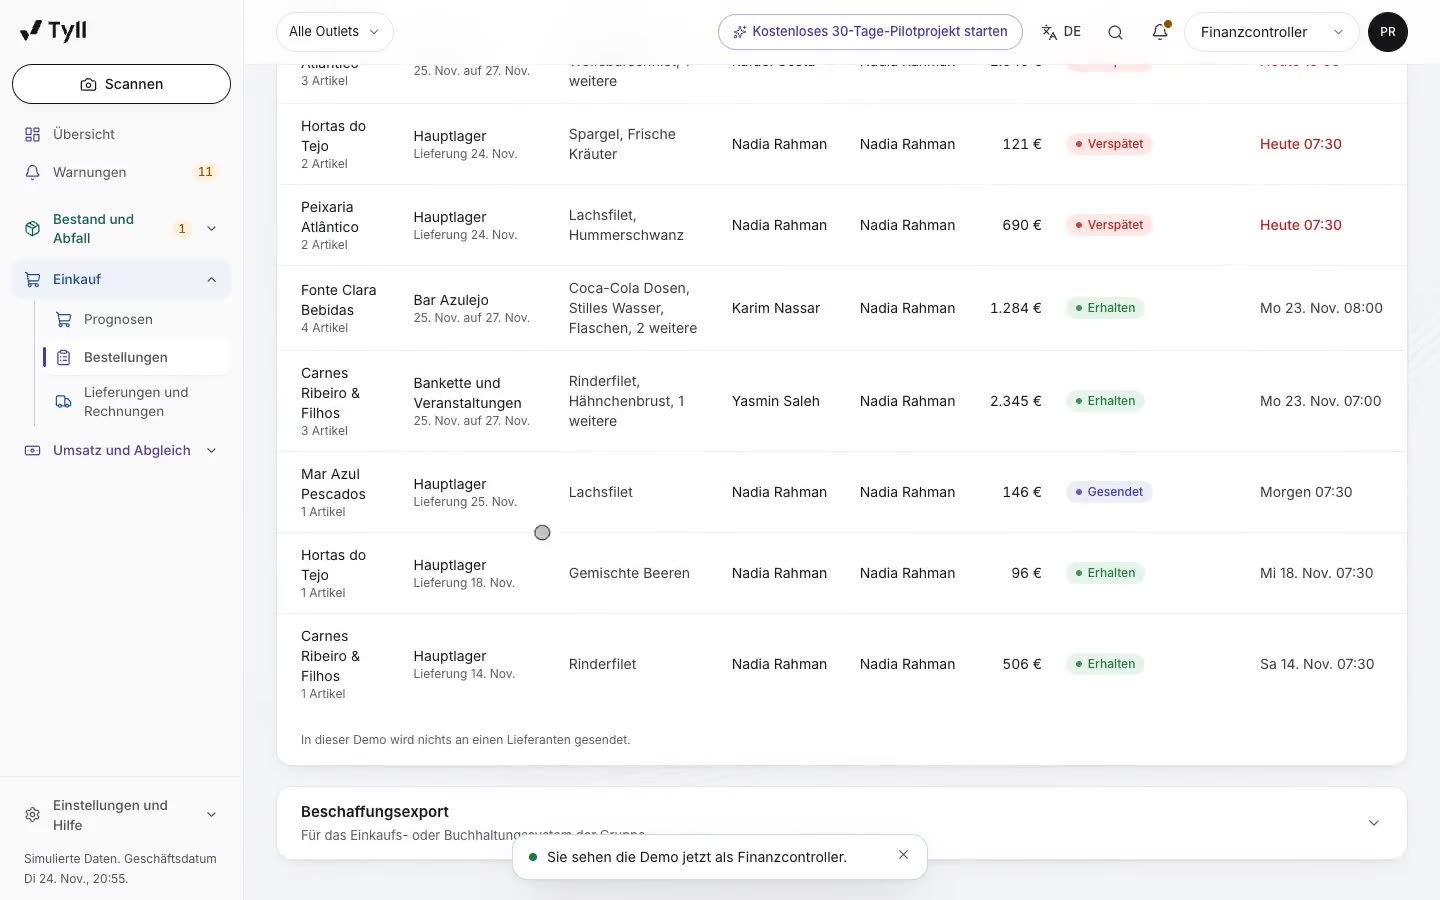 Tyll
Alle Outlets
Kostenloses 30-Tage-Pilotprojekt starten
DE
Finanzcontroller
PR
Scannen
Übersicht
Warnungen 11
Bestand und Abfall 1
Einkauf
Prognosen
Bestellungen
Lieferungen und Rechnungen
Umsatz und Abgleich
Einstellungen und Hilfe
Simulierte Daten. Geschäftsdatum
Di 24. Nov., 20:55.
3 Artikel
25. Nov. auf 27. Nov.
weitere
Hortas do Tejo
2 Artikel
Hauptlager
Lieferung 24. Nov.
Spargel, Frische Kräuter
Nadia Rahman
Nadia Rahman
121 €
Verspätet
Heute 07:30
Peixaria Atlântico
2 Artikel
Hauptlager
Lieferung 24. Nov.
Lachsfilet, Hummerschwanz
Nadia Rahman
Nadia Rahman
690 €
Verspätet
Heute 07:30
Fonte Clara Bebidas
4 Artikel
Bar Azulejo
25. Nov. auf 27. Nov.
Coca-Cola Dosen, Stilles Wasser, Flaschen, 2 weitere
Karim Nassar
Nadia Rahman
1.284 €
Erhalten
Mo 23. Nov. 08:00
Carnes Ribeiro & Filhos
3 Artikel
Bankette und Veranstaltungen
25. Nov. auf 27. Nov.
Rinderfilet, Hähnchenbrust, 1 weitere
Yasmin Saleh
Nadia Rahman
2.345 €
Erhalten
Mo 23. Nov. 07:00
Mar Azul Pescados
1 Artikel
Hauptlager
Lieferung 25. Nov.
Lachsfilet
Nadia Rahman
Nadia Rahman
146 €
Gesendet
Morgen 07:30
Hortas do Tejo
1 Artikel
Hauptlager
Lieferung 18. Nov.
Gemischte Beeren
Nadia Rahman
Nadia Rahman
96 €
Erhalten
Mi 18. Nov. 07:30
Carnes Ribeiro & Filhos
1 Artikel
Hauptlager
Lieferung 14. Nov.
Rinderfilet
Nadia Rahman
Nadia Rahman
506 €
Erhalten
Sa 14. Nov. 07:30
In dieser Demo wird nichts an einen Lieferanten gesendet.
Beschaffungsexport
Für das Einkaufs- oder Buchhaltungssystem der Gruppe
Sie sehen die Demo jetzt als Finanzcontroller.